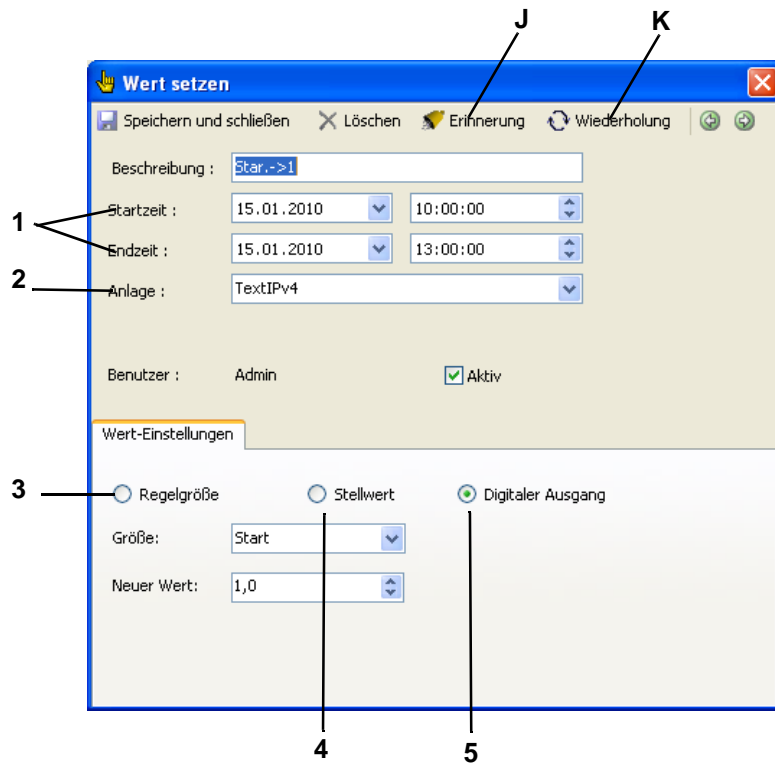 J K
Wert setzen
Speichern und schließen Löschen Erinnerung Wiederholung
Beschreibung : Star.->1
1
Startzeit : 15.01.2010 10:00:00
Endzeit : 15.01.2010 13:00:00
2
Anlage : TextIPv4
Benutzer : Admin Aktiv
Wert-Einstellungen
3 Regelgröße Stellwert Digitaler Ausgang
Größe: Start
Neuer Wert: 1,0
4 5